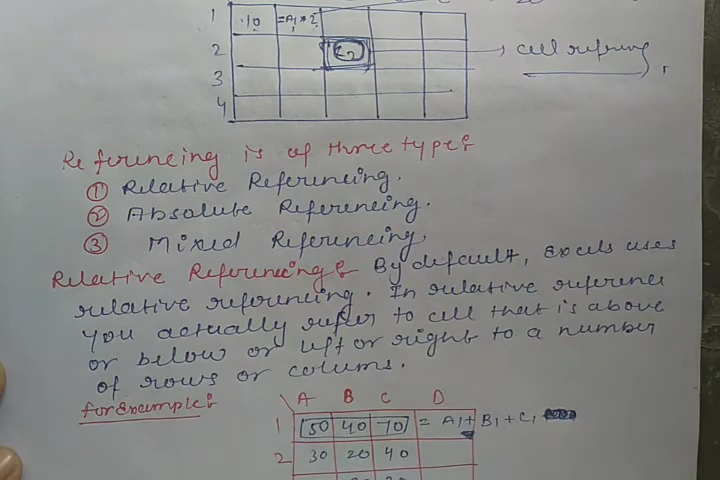 1 10 =A1*2
2 C2 cell refring
3
4
Referencing is of three types
① Relative Referencing.
② Absolute Referencing.
③ Mixed Referencing.
Relative Referencing: By default, Excels uses
relative referencing. In relative reference
you actually refer to cell that is above
or below or left or right to a number
of rows or colums.
for Example:
A B C D
1 50 40 70 = A1+ B1 + C1
2 30 20 40